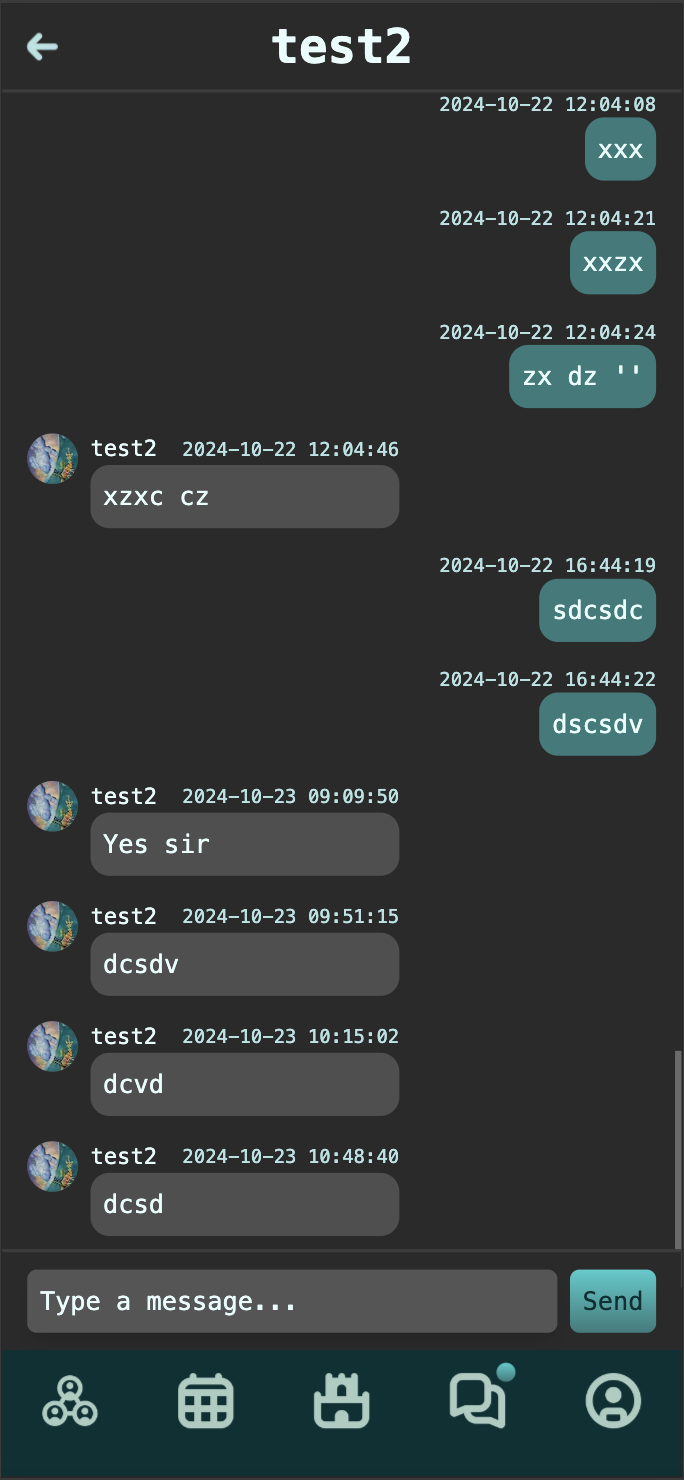 test2
2024-10-22 12:04:08
xxx
2024-10-22 12:04:21
xxzx
2024-10-22 12:04:24
zx dz ''
test2 2024-10-22 12:04:46
xzxc cz
2024-10-22 16:44:19
sdcsdc
2024-10-22 16:44:22
dscsdv
test2 2024-10-23 09:09:50
Yes sir
test2 2024-10-23 09:51:15
dcsdv
test2 2024-10-23 10:15:02
dcvd
test2 2024-10-23 10:48:40
dcsd
Type a message... Send